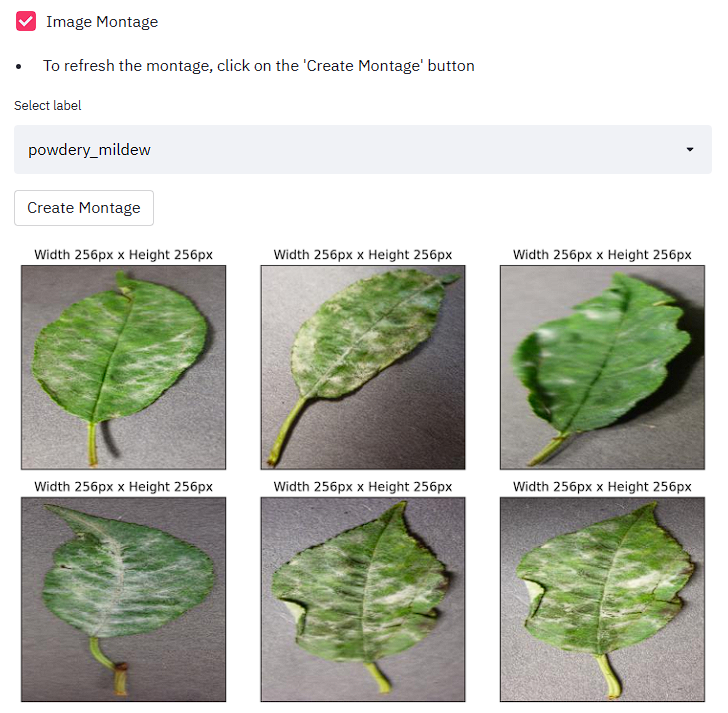 Image Montage
To refresh the montage, click on the 'Create Montage' button
Select label
powdery_mildew
Create Montage
Width 256px x Height 256px
Width 256px x Height 256px
Width 256px x Height 256px
Width 256px x Height 256px
Width 256px x Height 256px
Width 256px x Height 256px